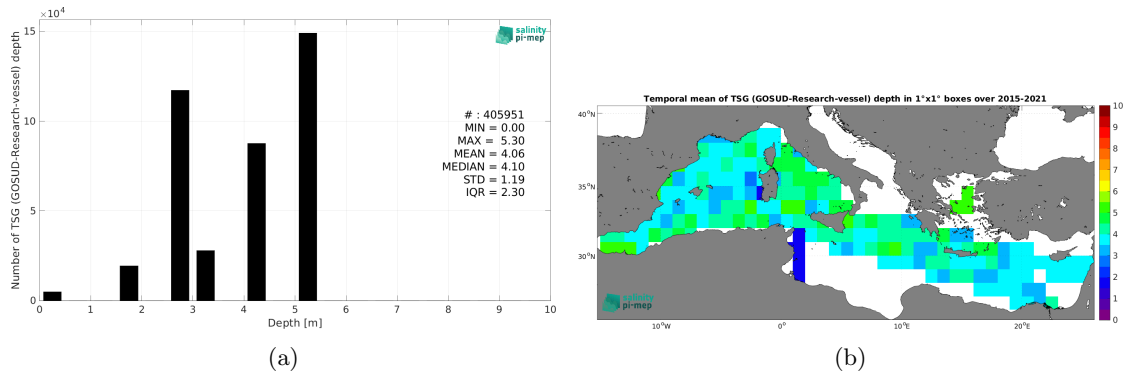 ×10⁴
15
10
5
0
Number of TSG (GOSUD-Research-vessel) depth
0 1 2 3 4 5 6 7 8 9 10
Depth [m]
salinity
pi-mep
# : 405951
MIN = 0.00
MAX = 5.30
MEAN = 4.06
MEDIAN = 4.10
STD = 1.19
IQR = 2.30
(a)
Temporal mean of TSG (GOSUD-Research-vessel) depth in 1°x1° boxes over 2015-2021
40°N
35°N
30°N
10°W 0° 10°E 20°E
salinity
pi-mep
10
9
8
7
6
5
4
3
2
1
0
(b)